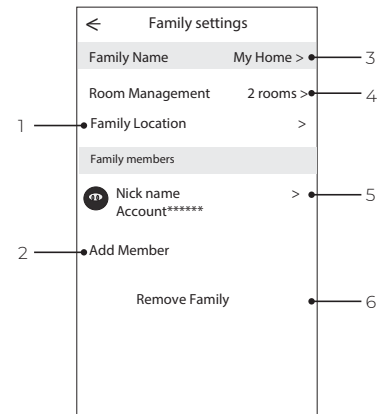 Family settings
Family Name My Home > 3
Room Management 2 rooms > 4
1 Family Location >
Family members
Nick name > 5
Account******
2 Add Member
Remove Family 6